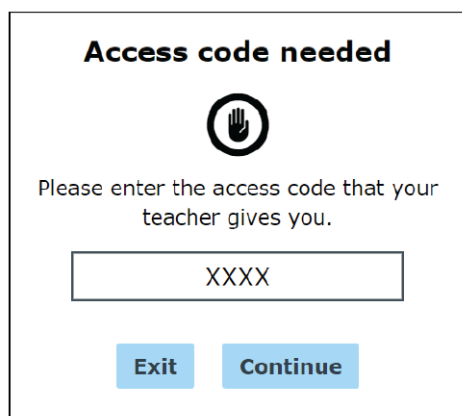 Access code needed
Please enter the access code that your
teacher gives you.
XXXX
Exit
Continue